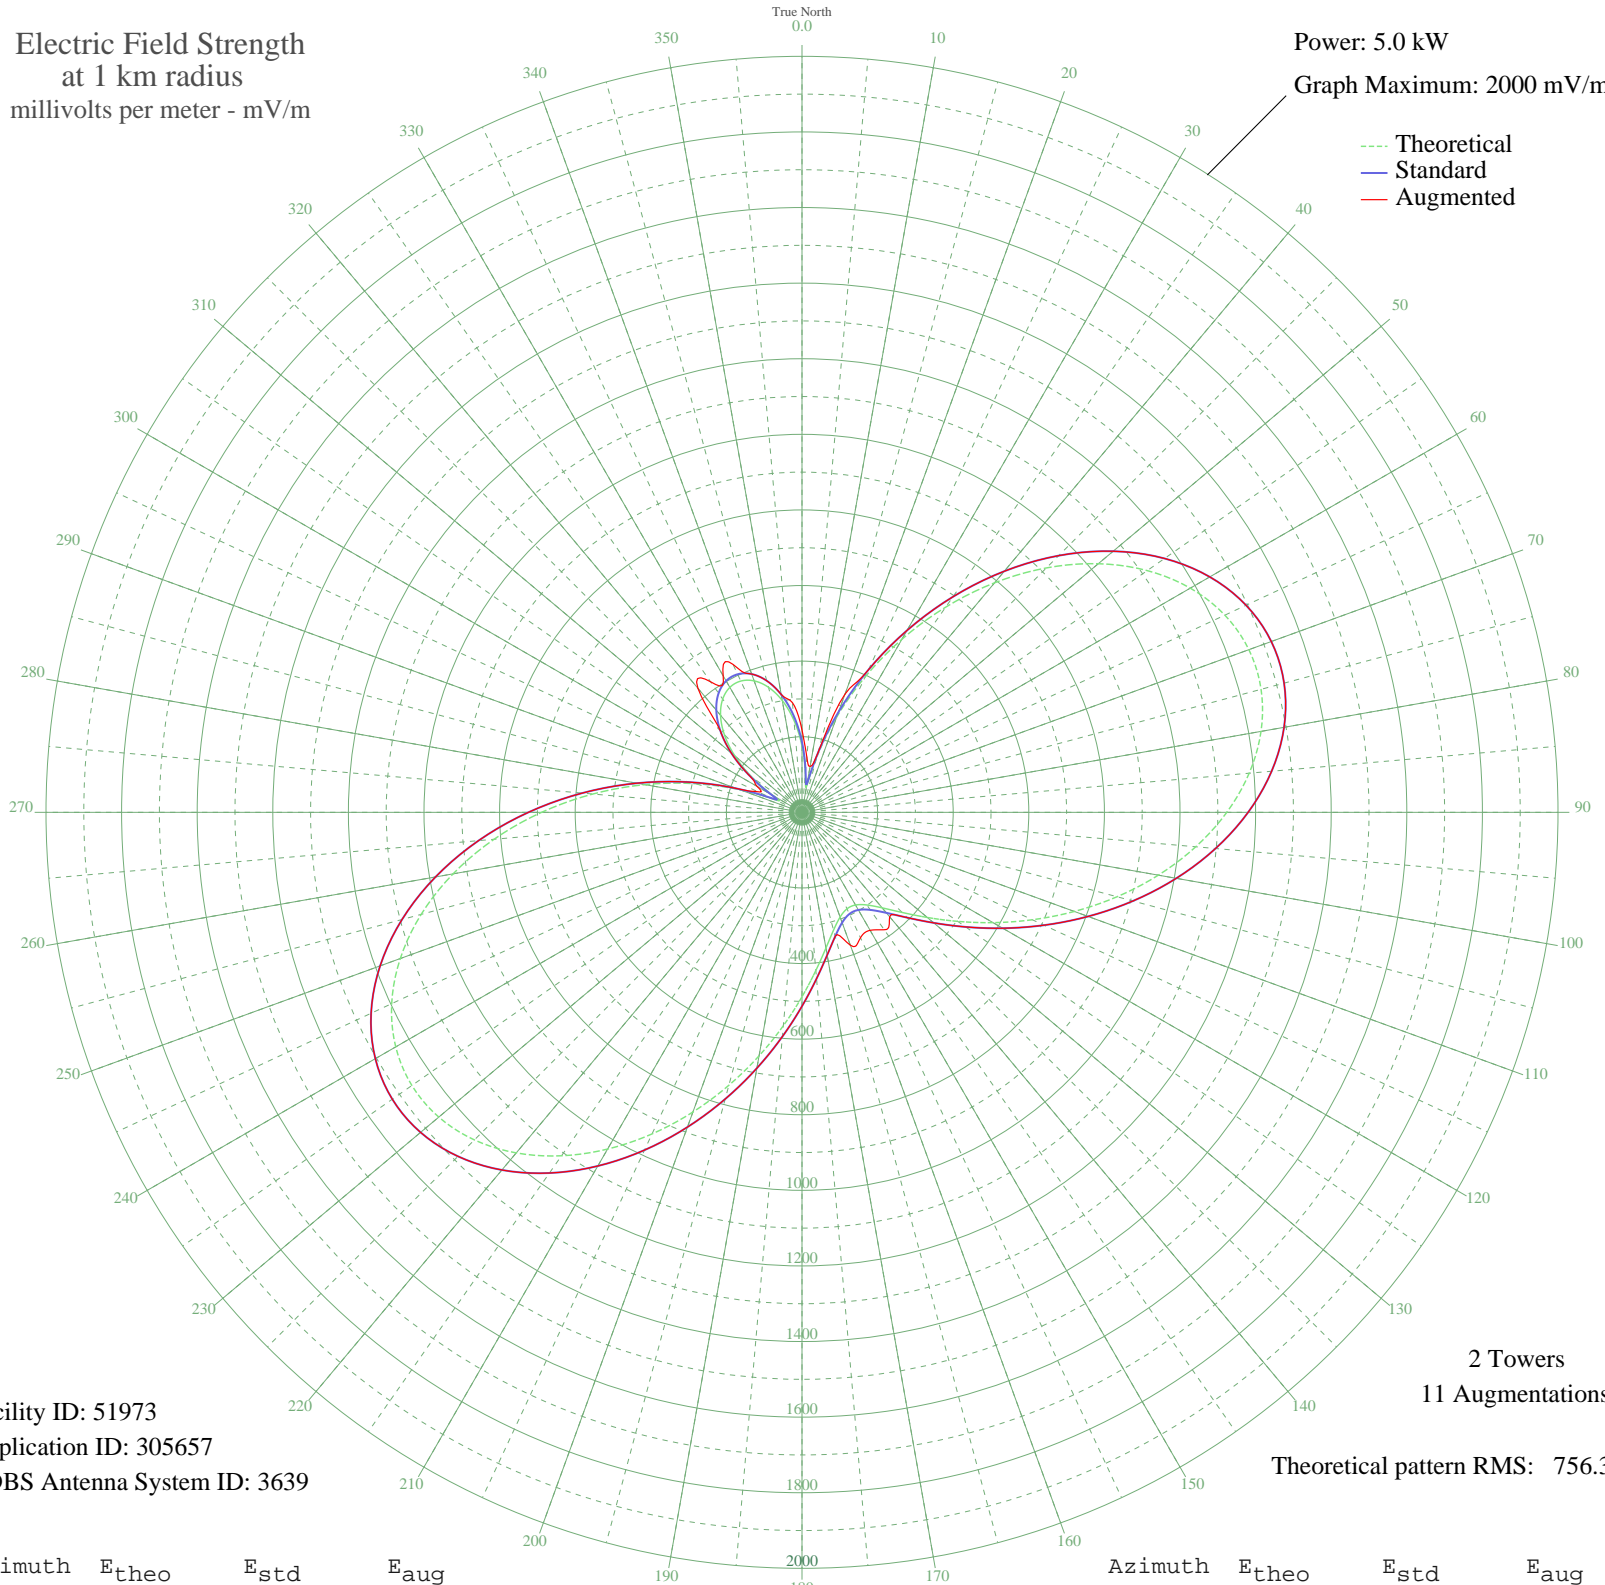 True North
0.0
Electric Field Strength
at 1 km radius
millivolts per meter - mV/m
Power: 5.0 kW
Graph Maximum: 2000 mV/m
Theoretical
Standard
Augmented
10
20
30
40
50
60
70
80
90
100
110
120
130
140
150
160
170
190
200
210
220
230
240
250
260
270
280
290
300
310
320
330
340
350
400
600
800
1000
1200
1400
1600
1800
2000
2 Towers
11 Augmentations
Theoretical pattern RMS: 756.3
cility ID: 51973
plication ID: 305657
DBS Antenna System ID: 3639
imuth Etheo Estd Eaug
Azimuth Etheo Estd Eaug